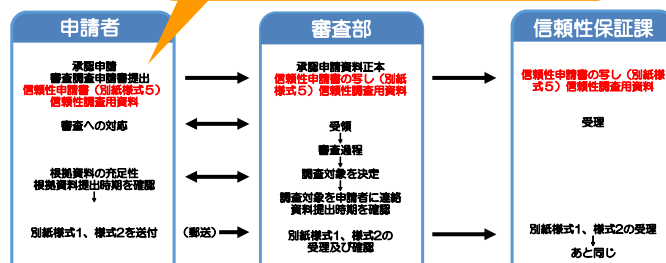 申請者
承認申請
審査調査申請書提出
信頼性申請書（別紙様式５）
信頼性調査用資料
審査への対応
根拠資料の充足性
根拠資料提出時期を確認
↓
別紙様式1、様式2を送付
（郵送）
審査部
承認申請資料正本
信頼性申請書の写し（別紙
様式５）信頼性調査用資料
受領
↓
審査過程
↓
調査対象を決定
↓
調査対象を申請者に連絡
資料提出時期を確認
↓
別紙様式1、様式2の
受理及び確認
信頼性保証課
信頼性申請書の写し（別紙様
式５）信頼性調査用資料
受理
別紙様式1、様式2の受理
↓
あと同じ